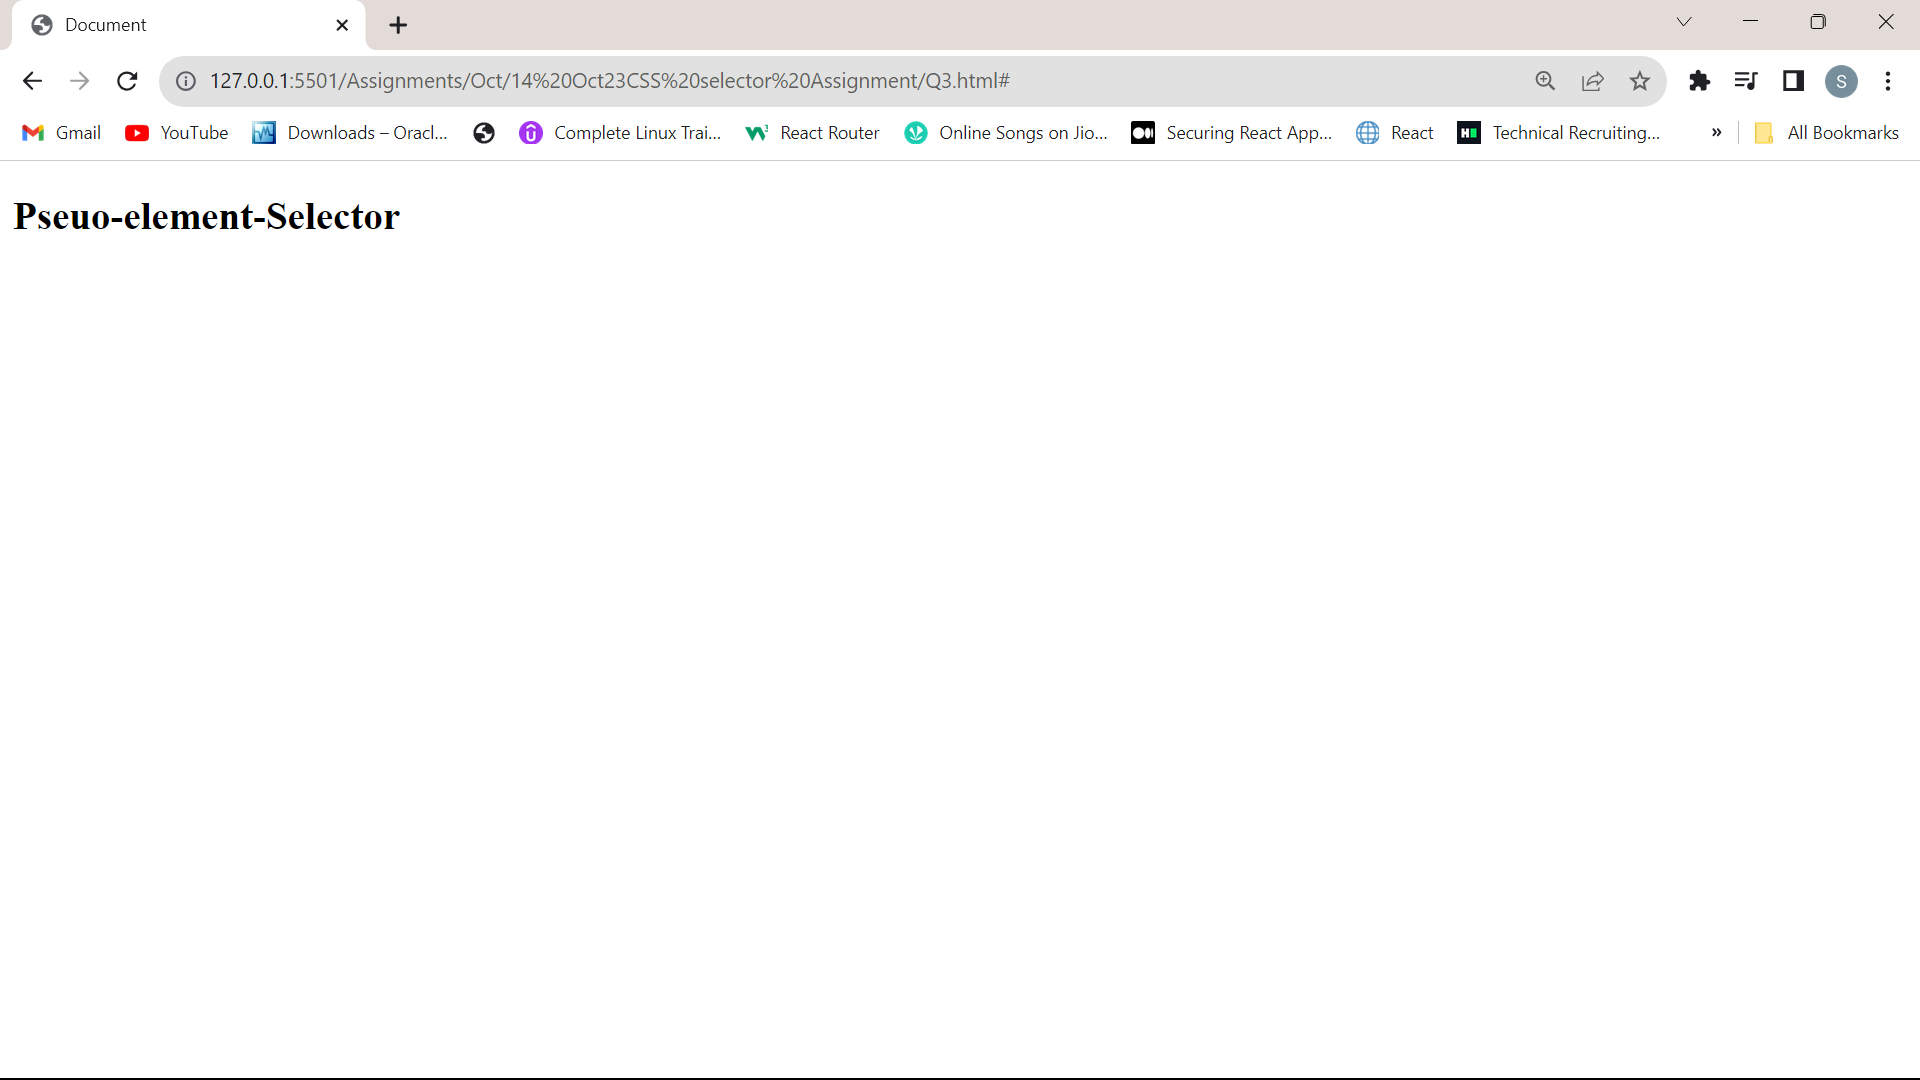 Document
127.0.0.1:5501/Assignments/Oct/14%20Oct23CSS%20selector%20Assignment/Q3.html#
S
Gmail YouTube Downloads – Oracl... Complete Linux Trai... React Router Online Songs on Jio... Securing React App... React Technical Recruiting... » All Bookmarks
Pseuo-element-Selector